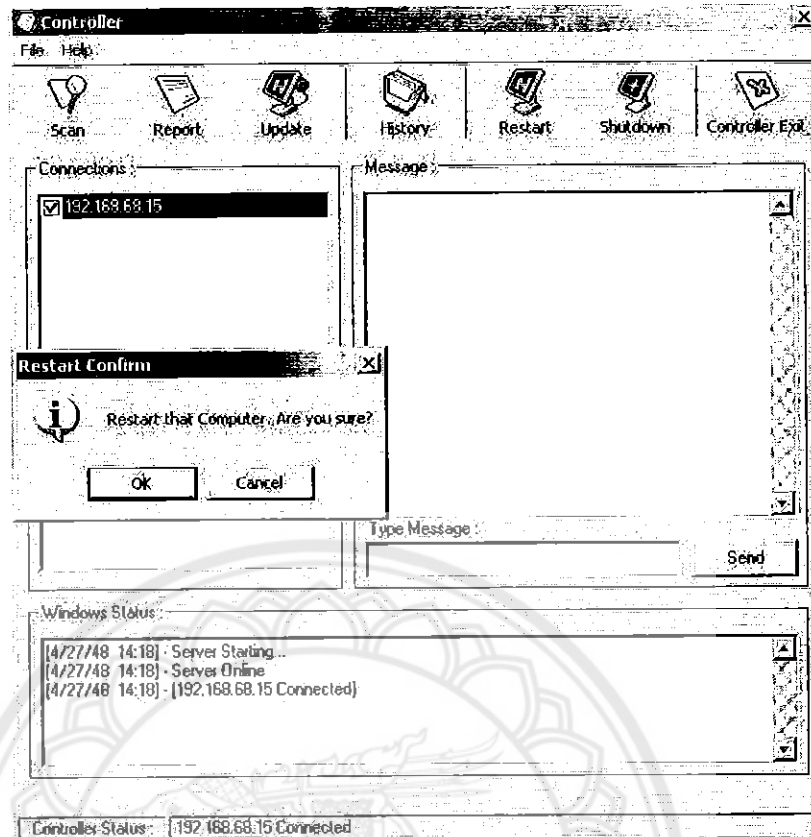 Controller
File Help
Scan Report Update History Restart Shutdown Controller Exit
Connections :
Message :
192.168.68.15
Restart Confirm
Restart that Computer. Are you sure?
OK Cancel
Type Message :
Send
Windows Status :
[4/27/48 14:18] - Server Starting...
[4/27/48 14:18] - Server Online
[4/27/48 14:18] - [192.168.68.15 Connected]
Controller Status : 192.168.68.15 Connected